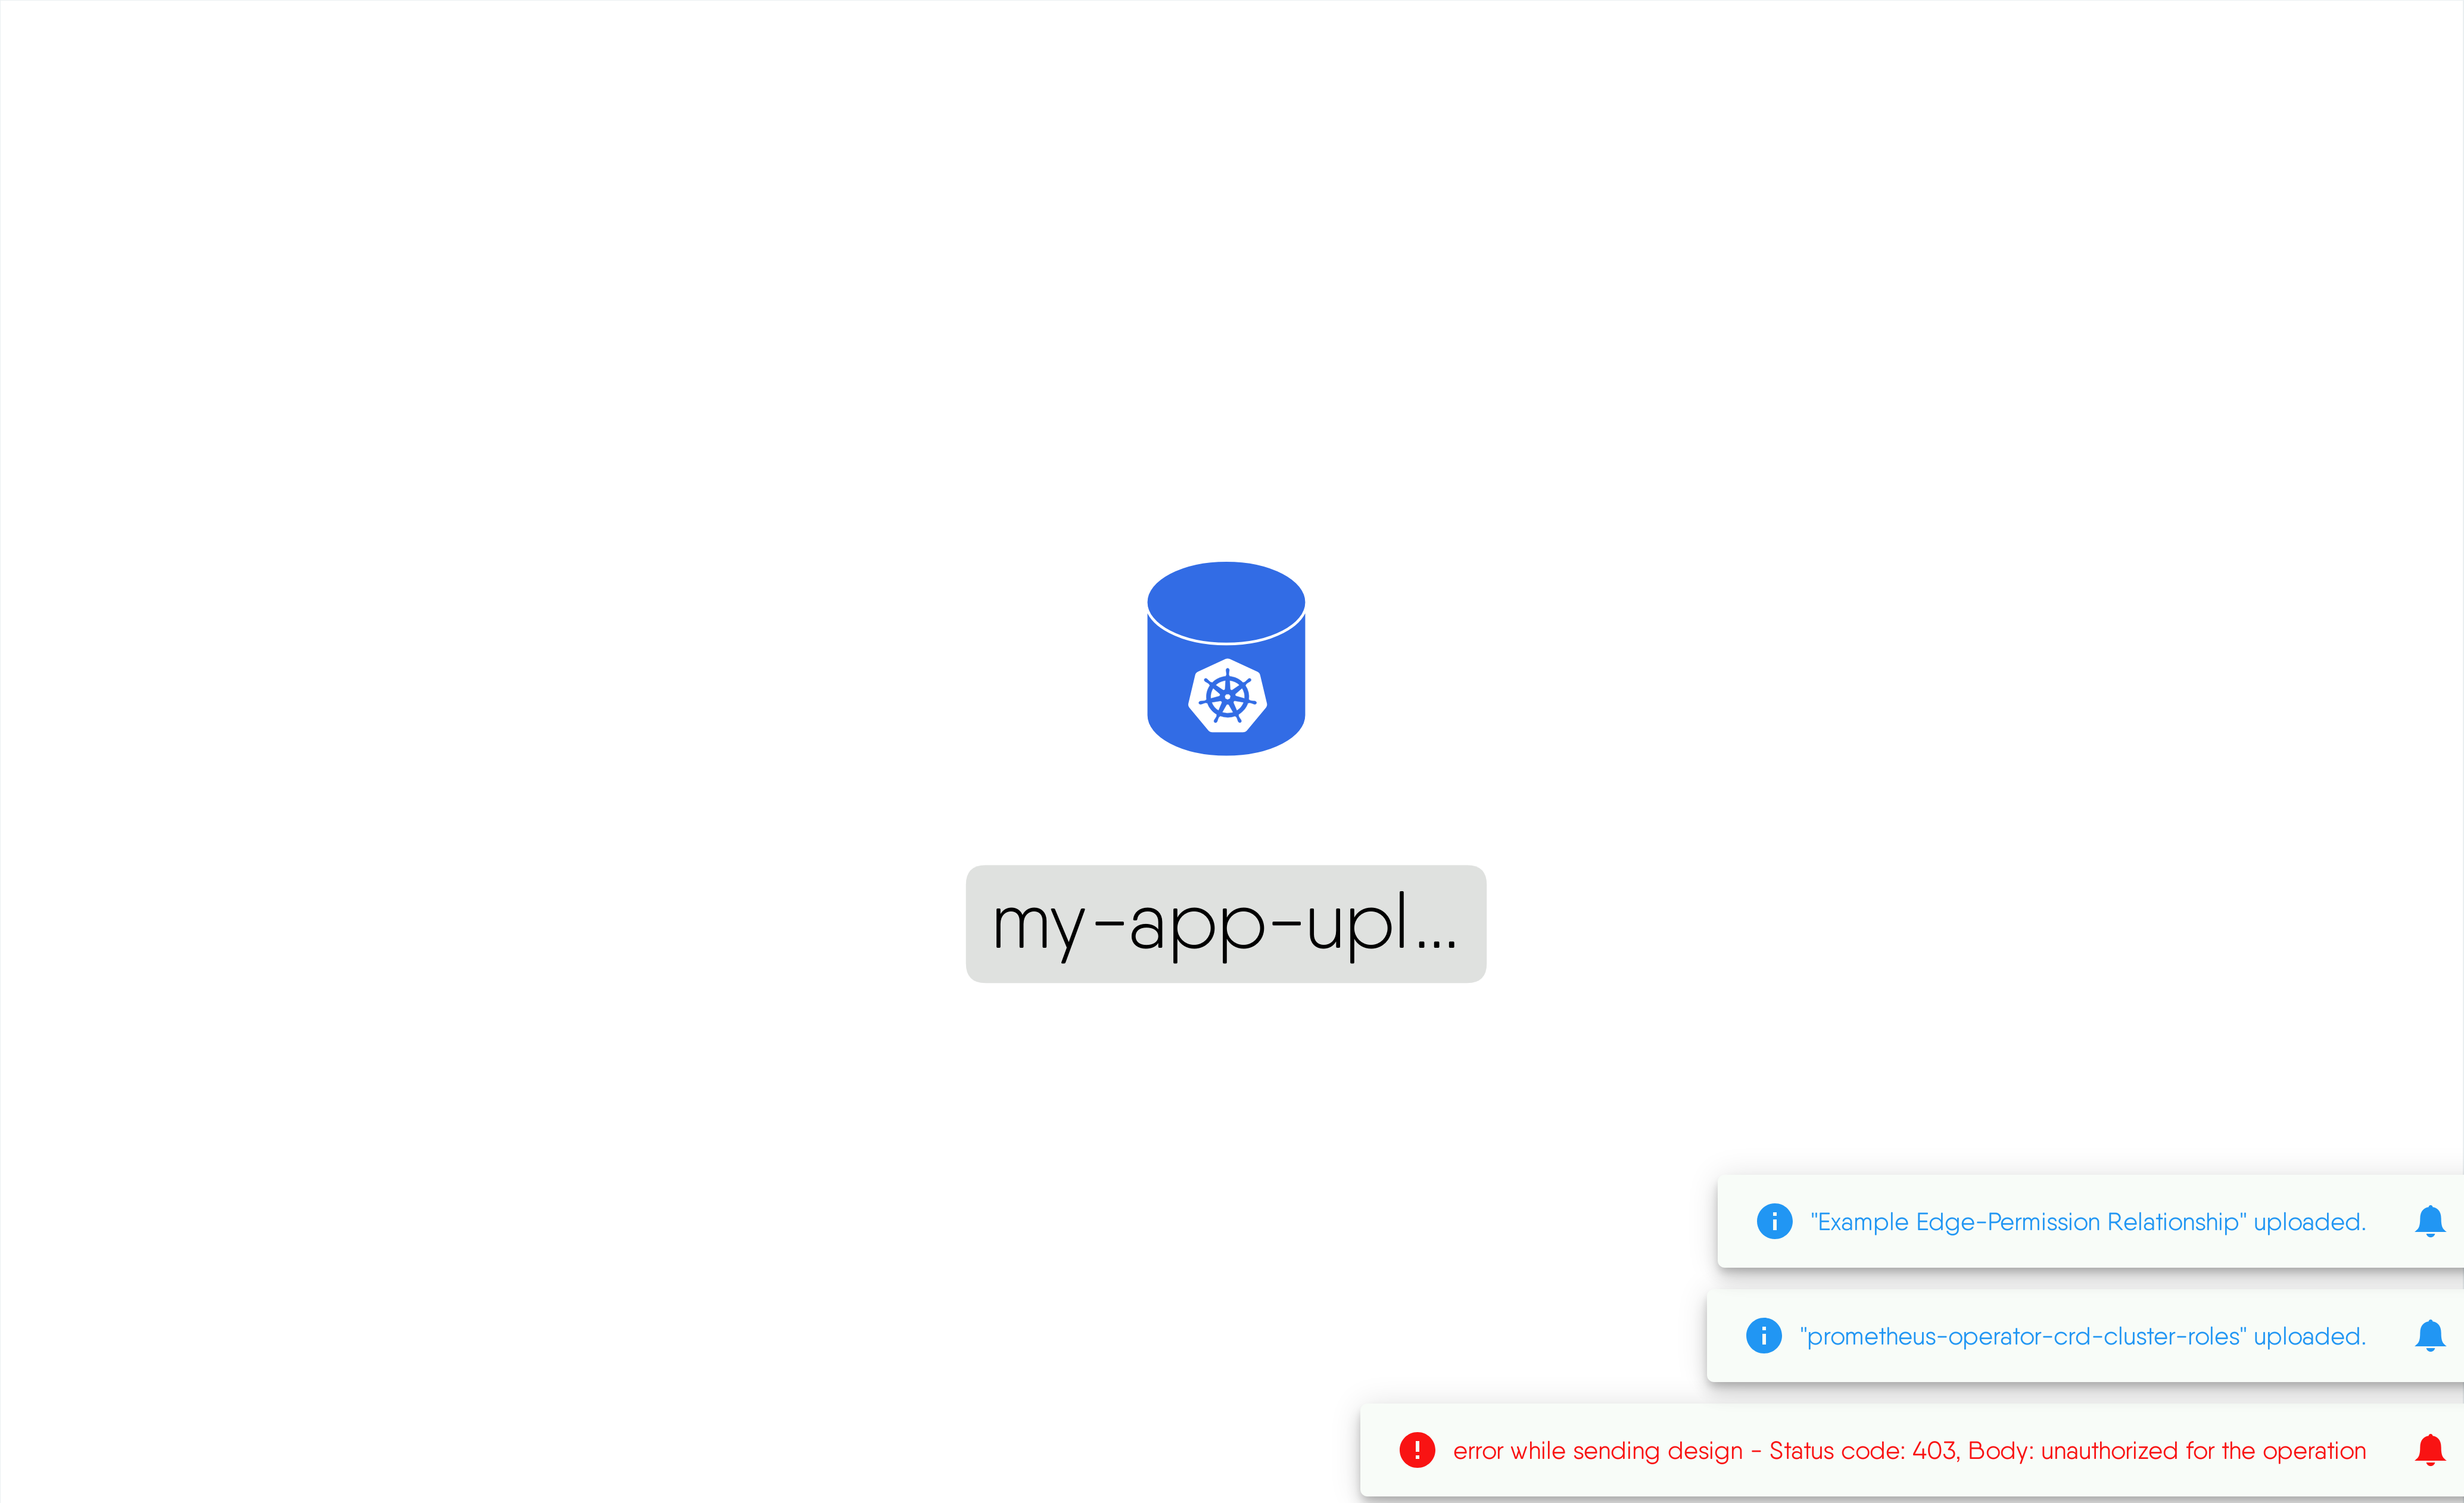 my-app-upl...
"Example Edge-Permission Relationship" uploaded.
"prometheus-operator-crd-cluster-roles" uploaded.
error while sending design - Status code: 403, Body: unauthorized for the operation